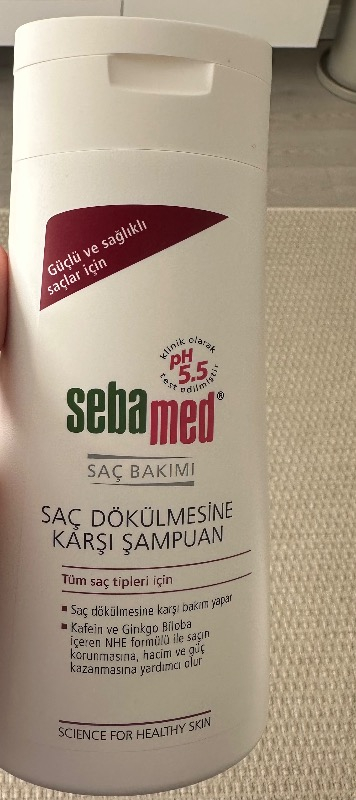 Güçlü ve sağlıklı
saçlar için
klinik olarak
pH
5.5
test edilmiştir
sebamed®
SAÇ BAKIMI
SAÇ DÖKÜLMESİNE
KARŞI ŞAMPUAN
Tüm saç tipleri için
▪ Saç dökülmesine karşı bakım yapar
▪ Kafein ve Ginkgo Biloba
içeren NHE formülü ile saçın
korunmasına, hacim ve güç
kazanmasına yardımcı olur
SCIENCE FOR HEALTHY SKIN